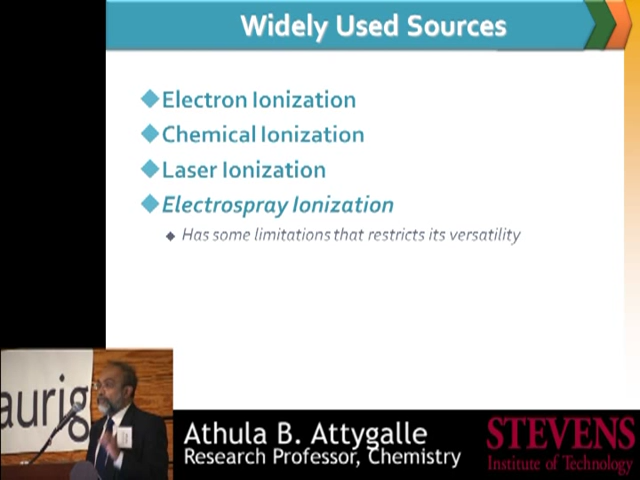 Widely Used Sources
Electron Ionization
Chemical Ionization
Laser Ionization
Electrospray Ionization
Has some limitations that restricts its versatility
aurig
Athula B. Attygalle
Research Professor, Chemistry
STEVENS
Institute of Technology